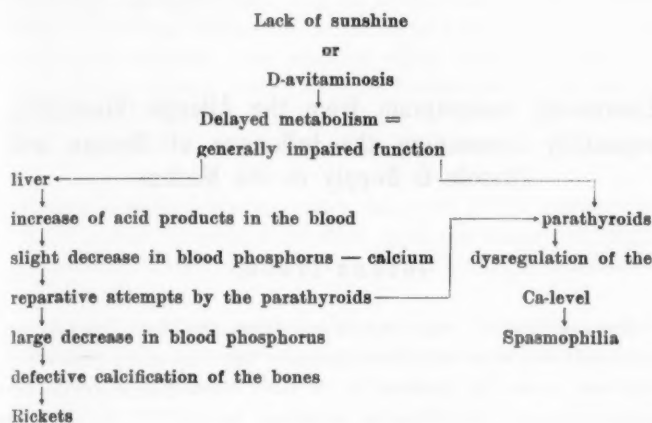 Lack of sunshine
or
D-avitaminosis
Delayed metabolism =
generally impaired function
liver
increase of acid products in the blood
parathyroids
slight decrease in blood phosphorus — calcium
dysregulation of the
reparative attempts by the parathyroids
Ca-level
large decrease in blood phosphorus
Spasmophilia
defective calcification of the bones
Rickets